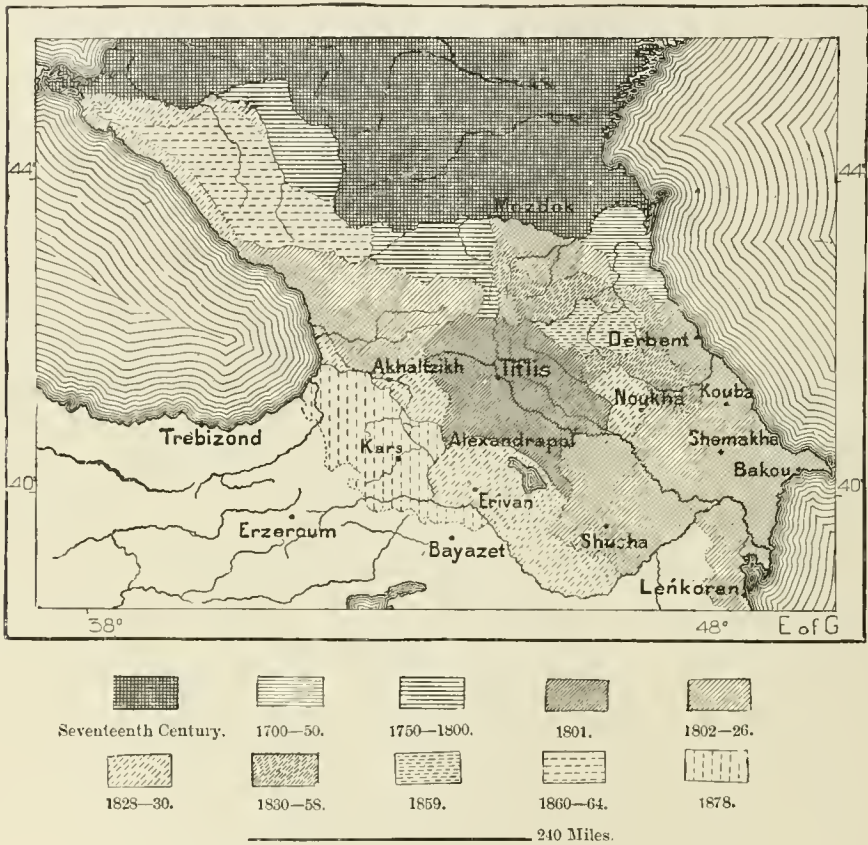 44°
44°
Mozdok
Derbent
Akhaltzikh
Tiflis
Noukha
Kouba
Trebizond
Kars
Alexandrapol
Shemakha
Bakou
40°
40°
Erivan
Erzeroum
Bayazet
Shusha
Leńkoran
38°
48°
E of G
Seventeenth Century.
1700—50.
1750—1800.
1801.
1802—26.
1828—30.
1830—58.
1859.
1860—64.
1878.
240 Miles.